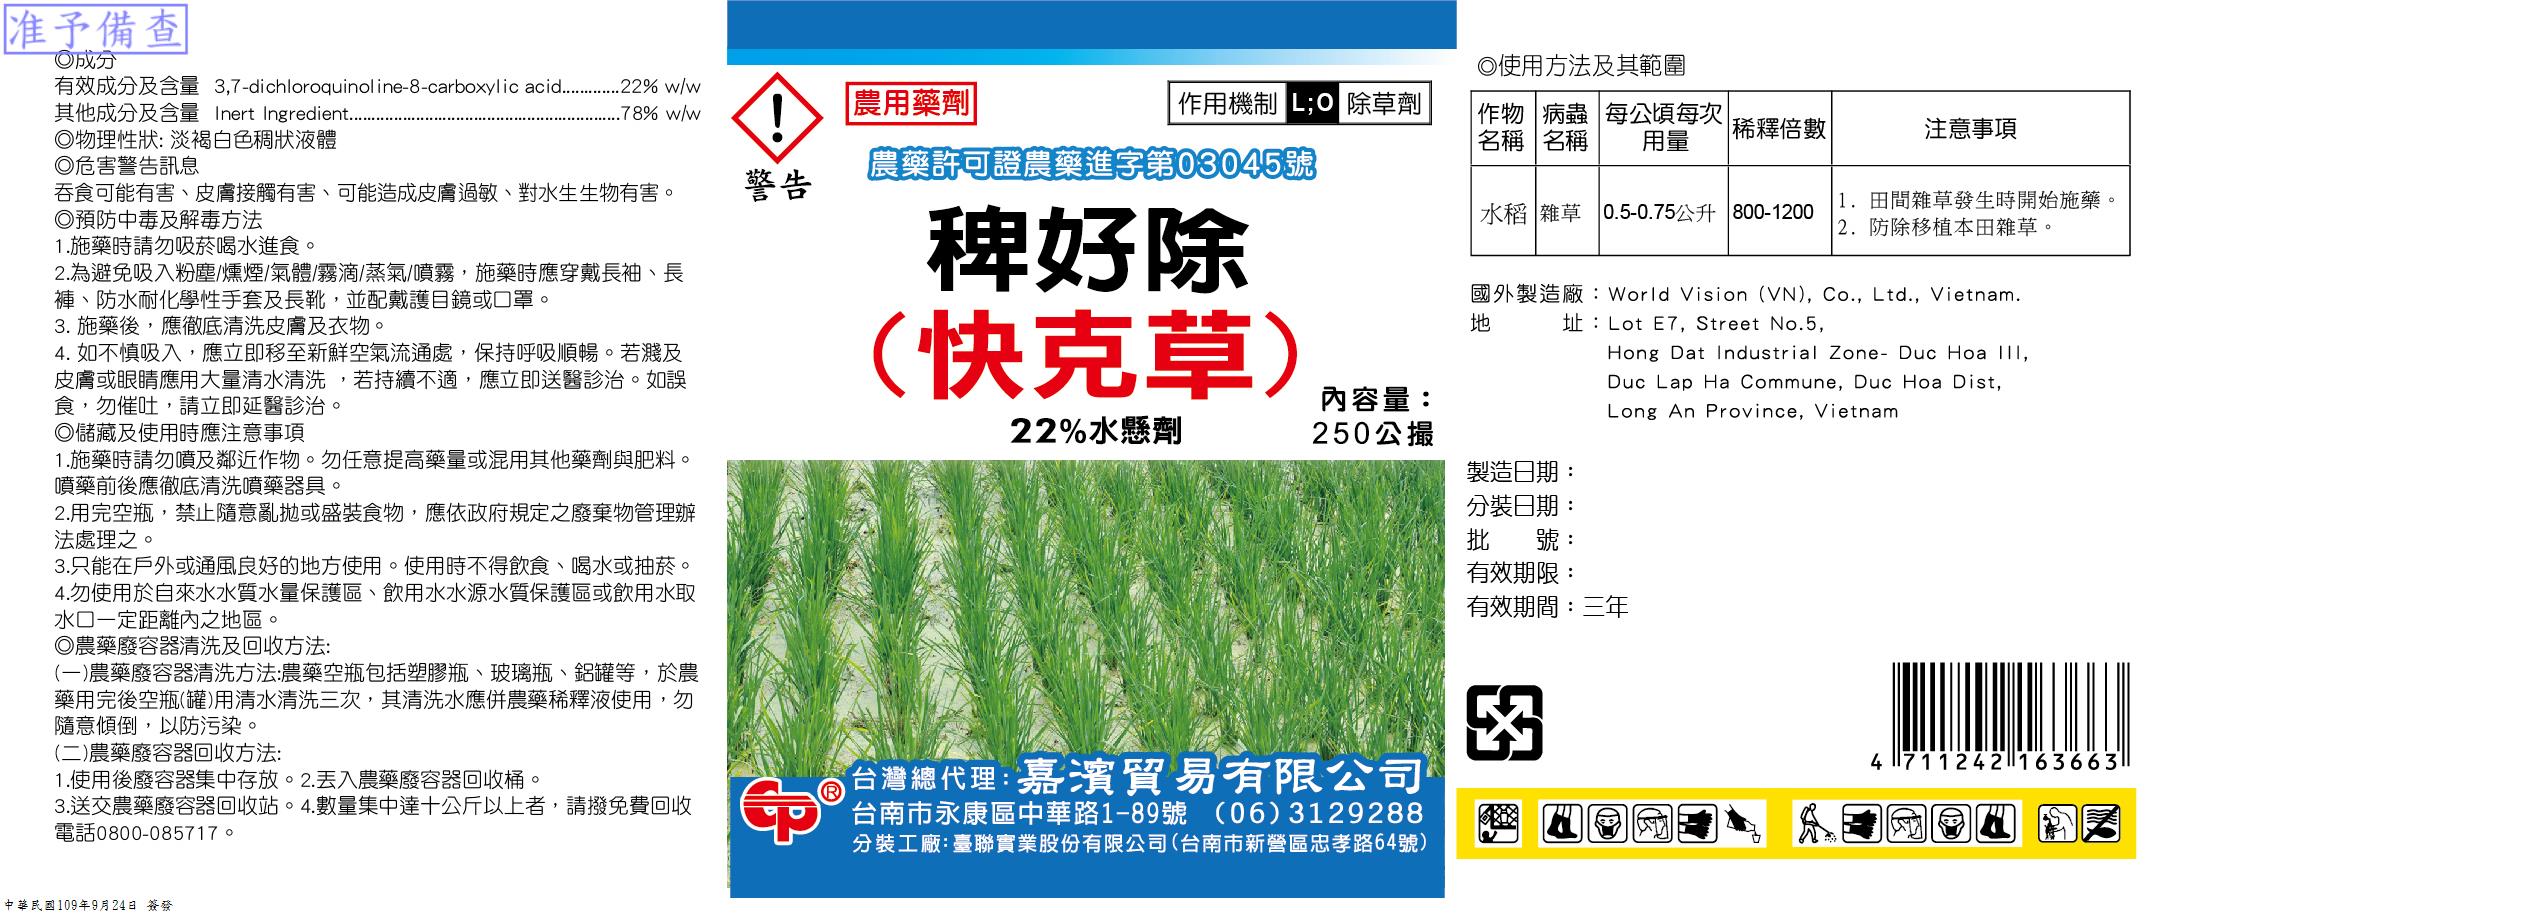 准予備查
◎成分
有效成分及含量 3,7-dichloroquinoline-8-carboxylic acid.............22% w/w
其他成分及含量 Inert Ingredient............................................................78% w/w
◎物理性狀: 淡褐白色稠狀液體
◎危害警告訊息
吞食可能有害、皮膚接觸有害、可能造成皮膚過敏、對水生生物有害。
◎預防中毒及解毒方法
1.施藥時請勿吸菸喝水進食。
2.為避免吸入粉塵/燻煙/氣體/霧滴/蒸氣/噴霧，施藥時應穿戴長袖、長
褲、防水耐化學性手套及長靴，並配戴護目鏡或口罩。
3. 施藥後，應徹底清洗皮膚及衣物。
4. 如不慎吸入，應立即移至新鮮空氣流通處，保持呼吸順暢。若濺及
皮膚或眼睛應用大量清水清洗 ，若持續不適，應立即送醫診治。如誤
食，勿催吐，請立即延醫診治。
◎儲藏及使用時應注意事項
1.施藥時請勿噴及鄰近作物。勿任意提高藥量或混用其他藥劑與肥料。
噴藥前後應徹底清洗噴藥器具。
2.用完空瓶，禁止隨意亂拋或盛裝食物，應依政府規定之廢棄物管理辦
法處理之。
3.只能在戶外或通風良好的地方使用。使用時不得飲食、喝水或抽菸。
4.勿使用於自來水水質水量保護區、飲用水水源水質保護區或飲用水取
水口一定距離內之地區。
◎農藥廢容器清洗及回收方法:
(一)農藥廢容器清洗方法:農藥空瓶包括塑膠瓶、玻璃瓶、鋁罐等，於農
藥用完後空瓶(罐)用清水清洗三次，其清洗水應併農藥稀釋液使用，勿
隨意傾倒，以防污染。
(二)農藥廢容器回收方法:
1.使用後廢容器集中存放。2.丟入農藥廢容器回收桶。
3.送交農藥廢容器回收站。4.數量集中達十公斤以上者，請撥免費回收
電話0800-085717。
中華民國109年9月24日 簽發
警告
農用藥劑
作用機制 L;O 除草劑
農藥許可證農藥進字第03045號
稗好除
(快克草)
22%水懸劑
內容量：
250公撮
CP®
台灣總代理:嘉濱貿易有限公司
台南市永康區中華路1-89號 (06)3129288
分裝工廠:臺聯實業股份有限公司(台南市新營區忠孝路64號)
◎使用方法及其範圍
作物名稱 病蟲名稱 每公頃每次用量 稀釋倍數 注意事項
水稻 雜草 0.5-0.75公升 800-1200 1. 田間雜草發生時開始施藥。
2. 防除移植本田雜草。
國外製造廠：World Vision (VN), Co., Ltd., Vietnam.
地 址：Lot E7, Street No.5,
Hong Dat Industrial Zone- Duc Hoa III,
Duc Lap Ha Commune, Duc Hoa Dist,
Long An Province, Vietnam
製造日期：
分裝日期：
批 號：
有效期限：
有效期間：三年
4 711242 163663